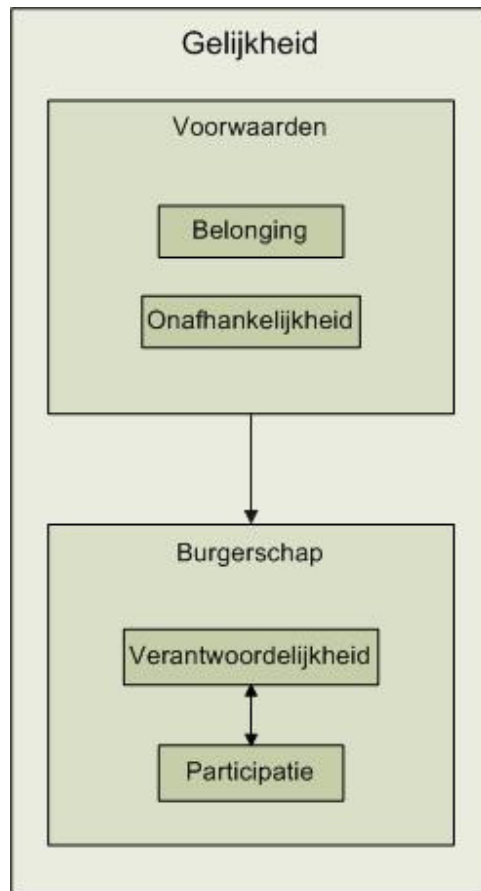 Gelijkheid
Voorwaarden
Belonging
Onafhankelijkheid
Burgerschap
Verantwoordelijkheid
Participatie